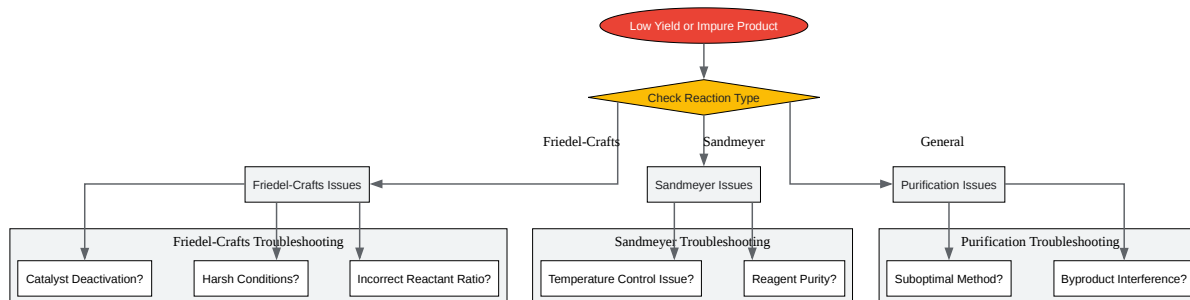 Low Yield or Impure Product
Check Reaction Type
Friedel-Crafts
Sandmeyer
General
Friedel-Crafts Issues
Sandmeyer Issues
Purification Issues
Friedel-Crafts Troubleshooting
Sandmeyer Troubleshooting
Purification Troubleshooting
Catalyst Deactivation?
Harsh Conditions?
Incorrect Reactant Ratio?
Temperature Control Issue?
Reagent Purity?
Suboptimal Method?
Byproduct Interference?